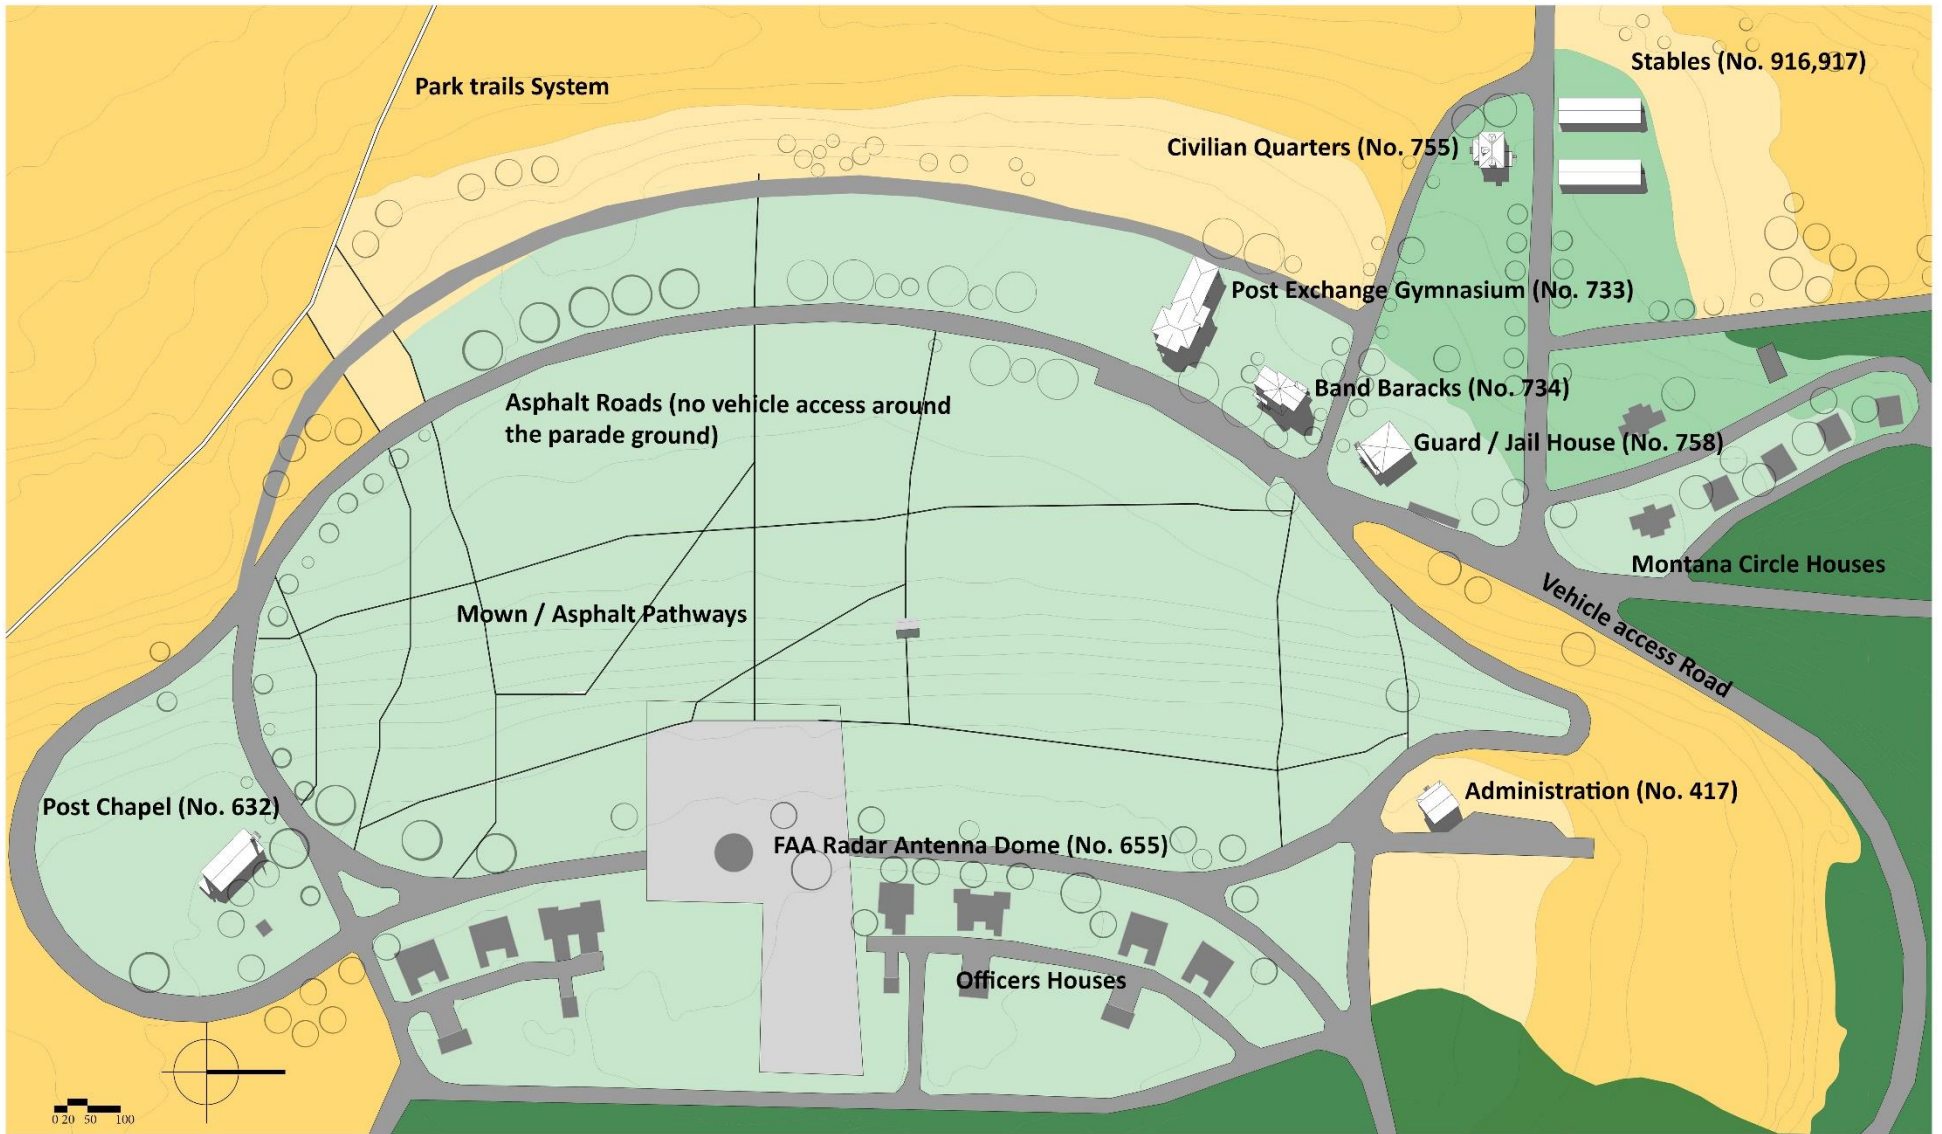 Park trails System
Stables (No. 916,917)
Civilian Quarters (No. 755)
Post Exchange Gymnasium (No. 733)
Asphalt Roads (no vehicle access around
the parade ground)
Band Baracks (No. 734)
Guard / Jail House (No. 758)
Montana Circle Houses
Mown / Asphalt Pathways
Vehicle access Road
Post Chapel (No. 632)
Administration (No. 417)
FAA Radar Antenna Dome (No. 655)
Officers Houses
0 20 50 100